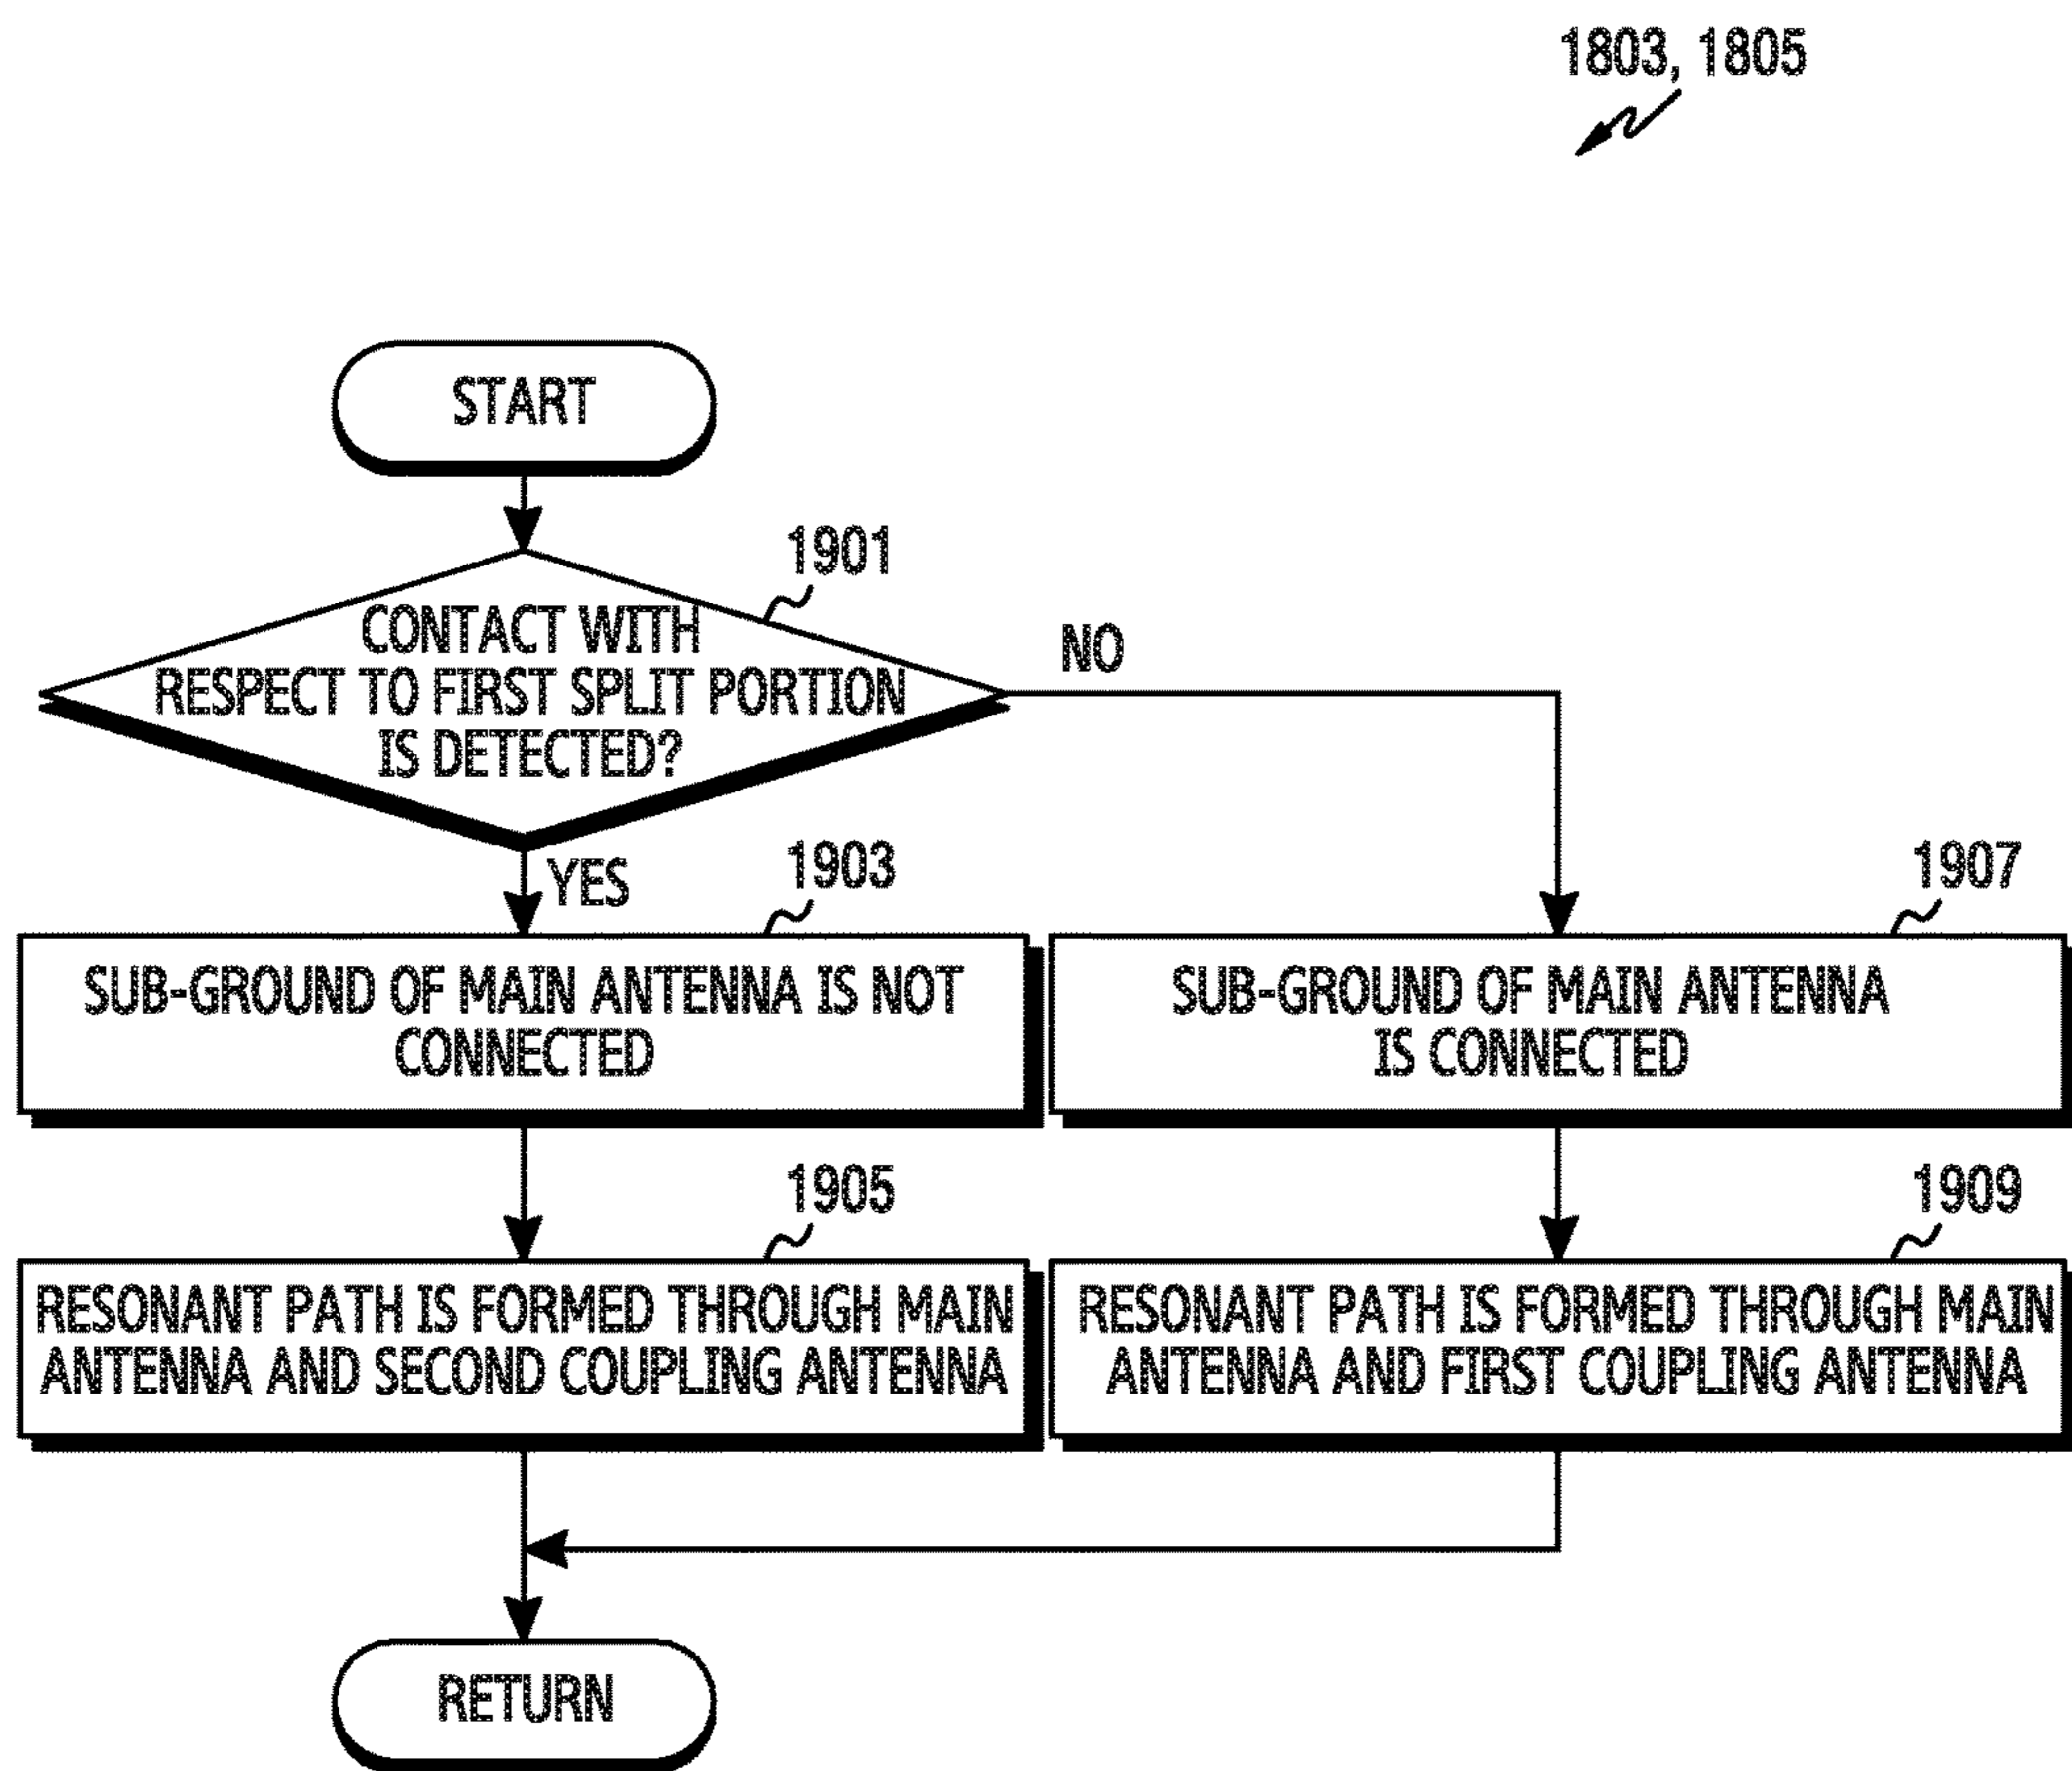 1803, 1805
START
1901
CONTACT WITH
RESPECT TO FIRST SPLIT PORTION
IS DETECTED?
NO
YES
1903
SUB-GROUND OF MAIN ANTENNA IS NOT
CONNECTED
1907
SUB-GROUND OF MAIN ANTENNA
IS CONNECTED
1905
RESONANT PATH IS FORMED THROUGH MAIN
ANTENNA AND SECOND COUPLING ANTENNA
1909
RESONANT PATH IS FORMED THROUGH MAIN
ANTENNA AND FIRST COUPLING ANTENNA
RETURN